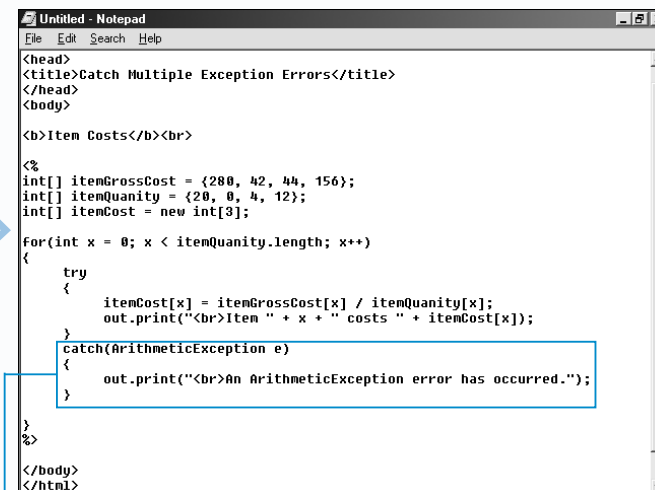 Untitled - Notepad
File Edit Search Help
<head>
<title>Catch Multiple Exception Errors</title>
</head>
<body>
<b>Item Costs</b><br>
<%
int[] itemGrossCost = {280, 42, 44, 156};
int[] itemQuanity = {20, 0, 4, 12};
int[] itemCost = new int[3];
for(int x = 0; x < itemQuanity.length; x++)
{
try
{
itemCost[x] = itemGrossCost[x] / itemQuanity[x];
out.print("<br>Item " + x + " costs " + itemCost[x]);
}
catch(ArithmeticException e)
{
out.print("<br>An ArithmeticException error has occurred.");
}
}
%>
</body>
</html>